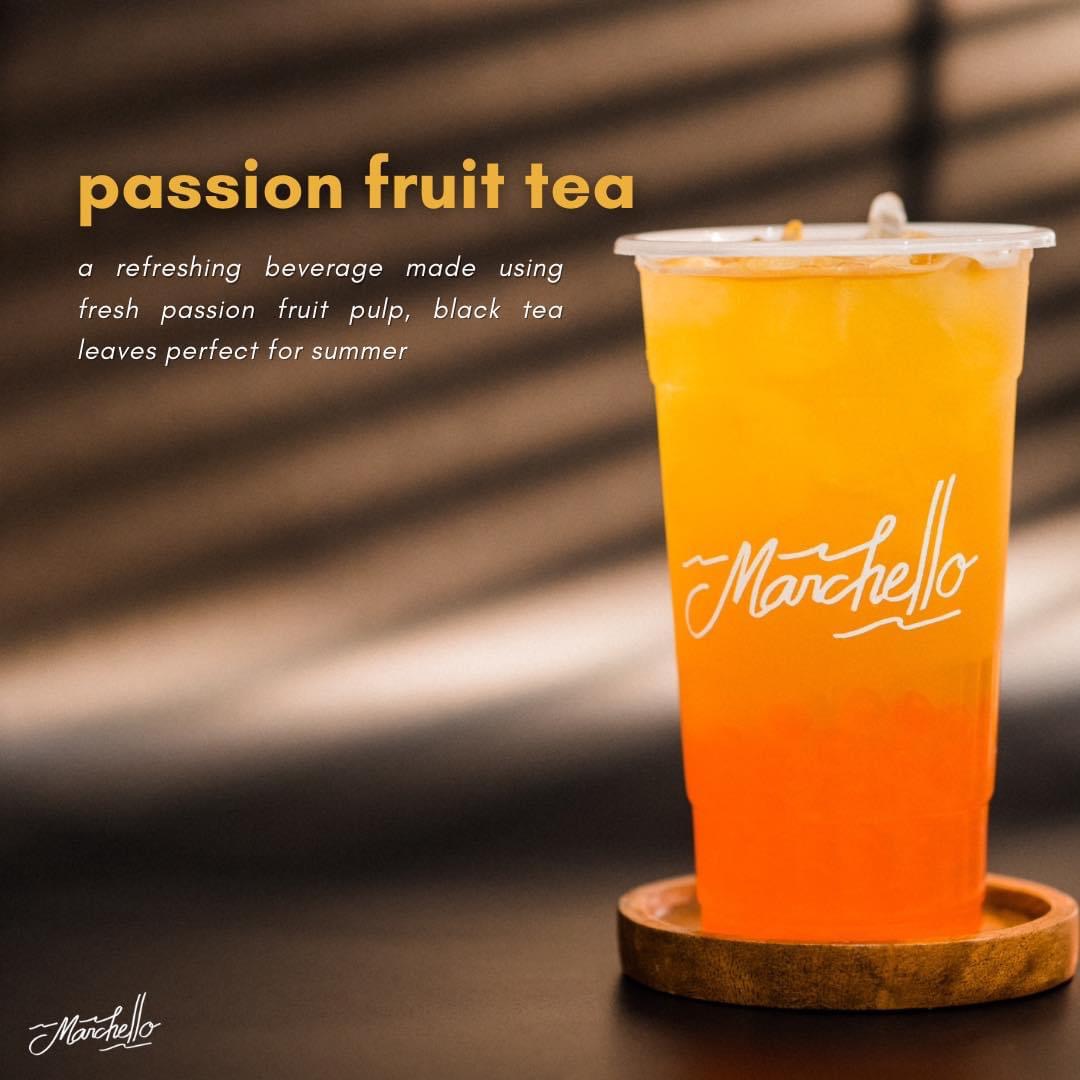 passion fruit tea
a refreshing beverage made using
fresh passion fruit pulp, black tea
leaves perfect for summer
Marchello
Marchello